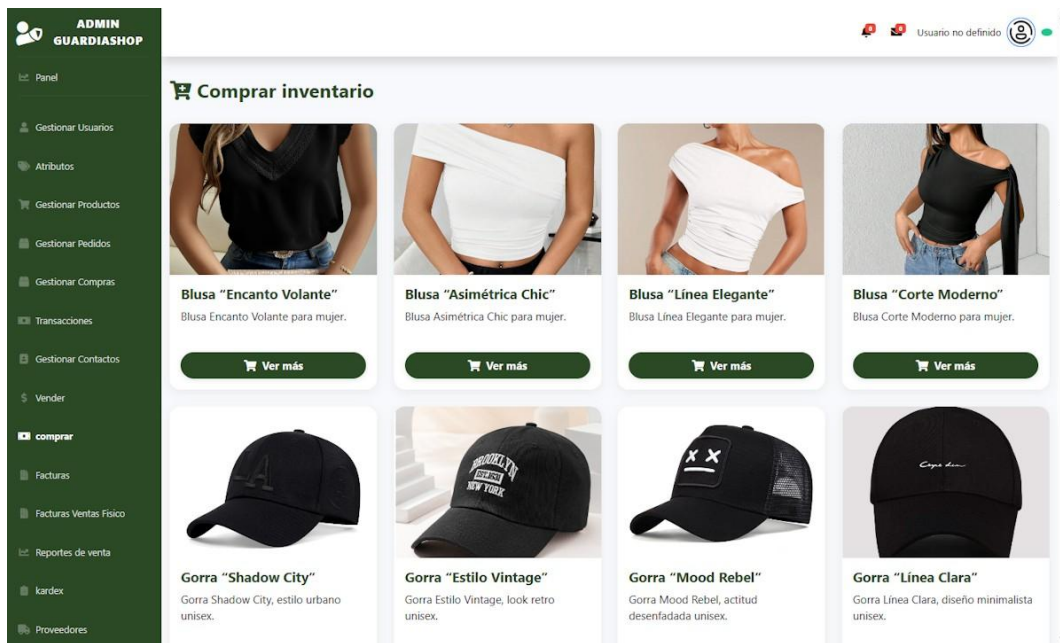 ADMIN
GUARDIASHOP
Usuario no definido
Panel
Gestionar Usuarios
Atributos
Gestionar Productos
Gestionar Pedidos
Gestionar Compras
Transacciones
Gestionar Contactos
$ Vender
comprar
Facturas
Facturas Ventas Fisico
Reportes de venta
kardex
Proveedores
Comprar inventario
Blusa “Encanto Volante”
Blusa Encanto Volante para mujer.
Ver más
Blusa “Asimétrica Chic”
Blusa Asimétrica Chic para mujer.
Ver más
Blusa “Línea Elegante”
Blusa Línea Elegante para mujer.
Ver más
Blusa “Corte Moderno”
Blusa Corte Moderno para mujer.
Ver más
A
Gorra “Shadow City”
Gorra Shadow City, estilo urbano
unisex.
BROOKLYN
EST.1898
NEW YORK
Gorra “Estilo Vintage”
Gorra Estilo Vintage, look retro
unisex.
X X
Gorra “Mood Rebel”
Gorra Mood Rebel, actitud
desenfadada unisex.
Gorra “Línea Clara”
Gorra Línea Clara, diseño minimalista
unisex.